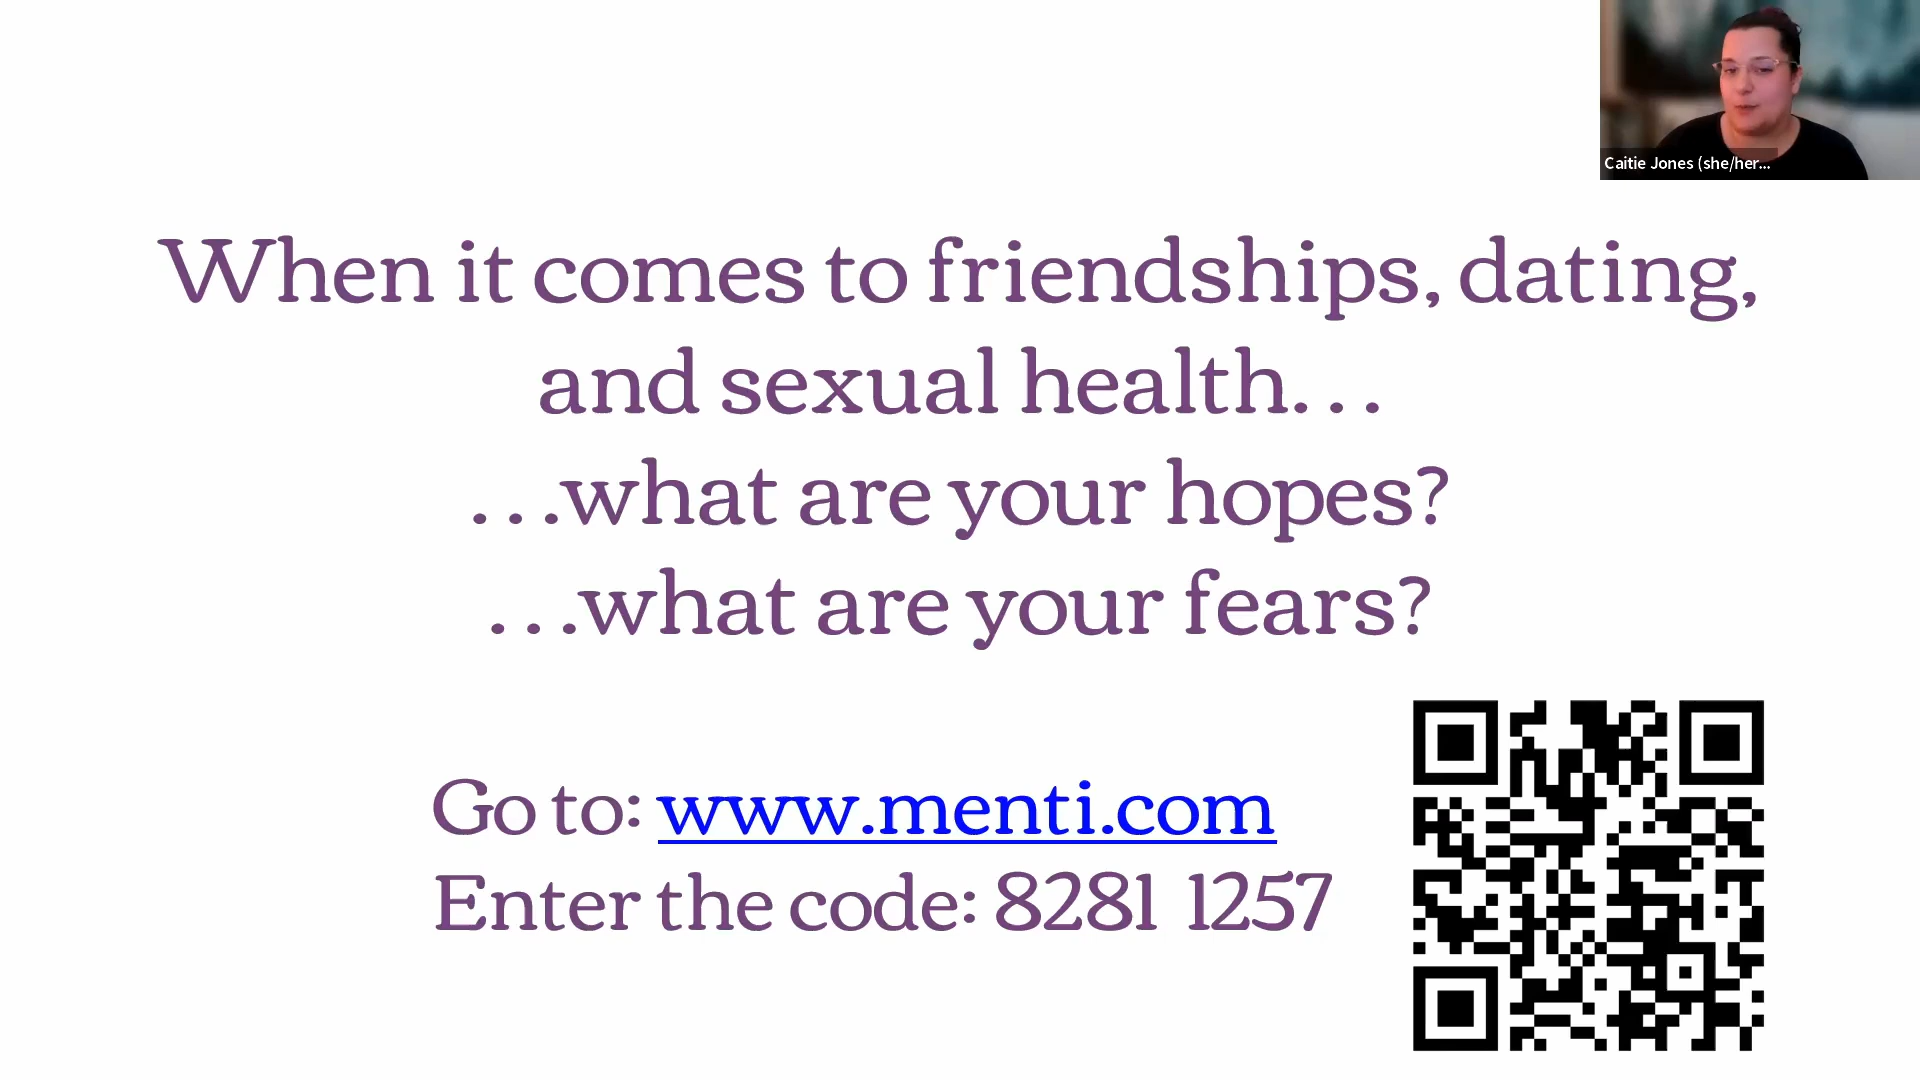 Caitie Jones (she/her...
When it comes to friendships, dating,
and sexual health...
...what are your hopes?
...what are your fears?
Go to: www.menti.com
Enter the code: 8281 1257